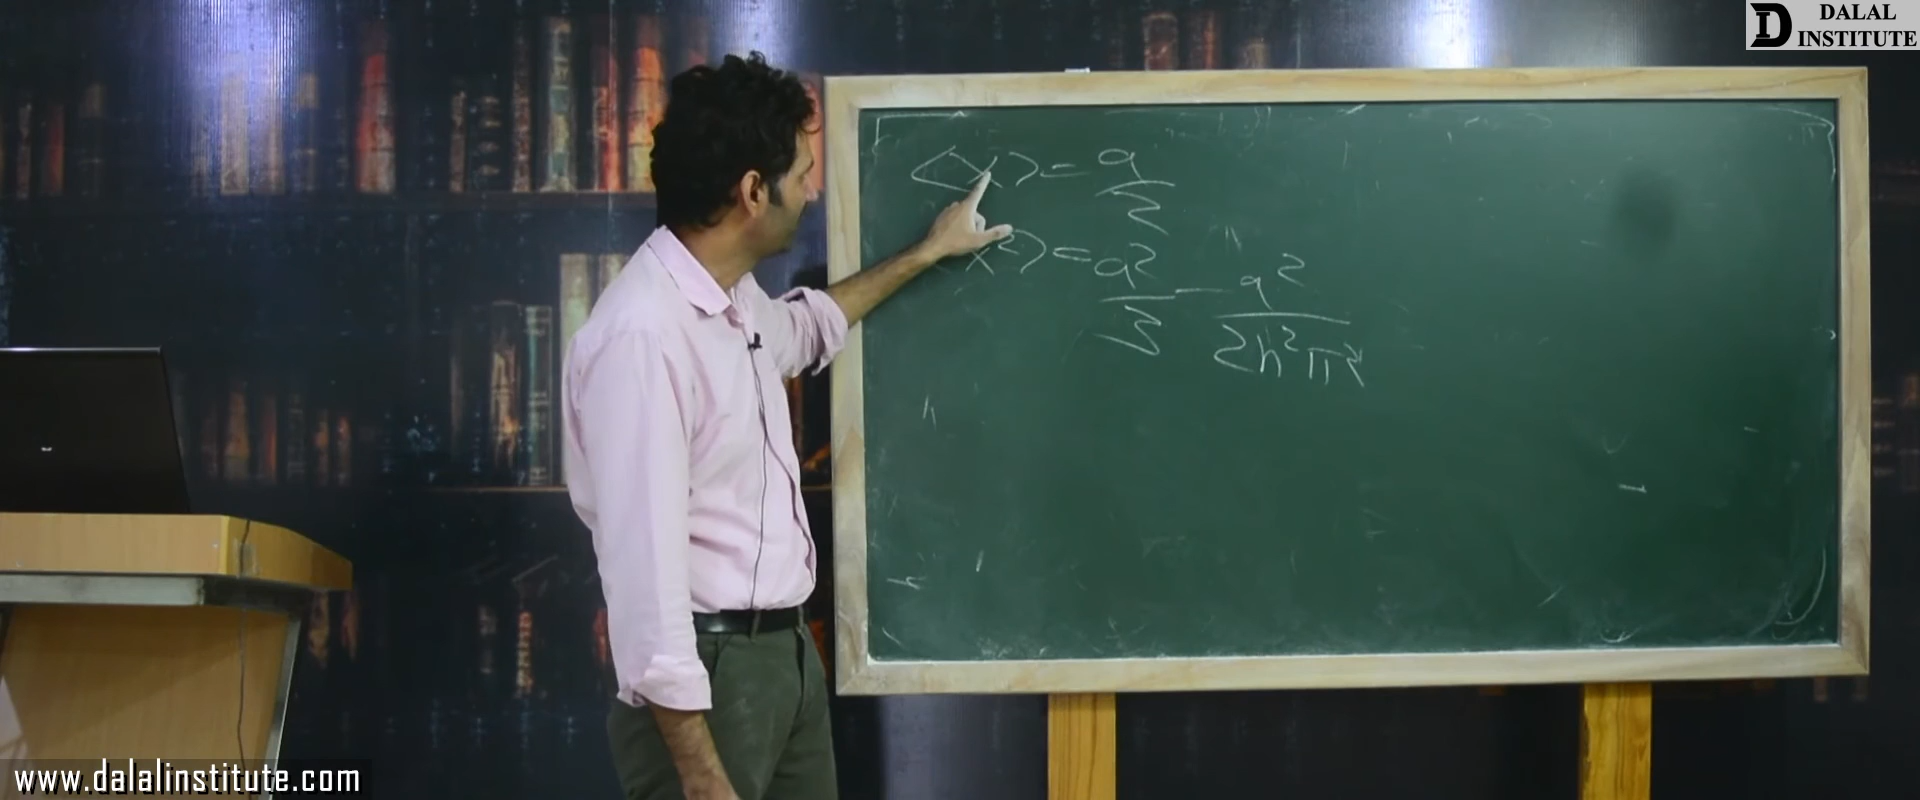 DALAL
INSTITUTE
<x> = a/2
x²> = a²/3 - a²/2n²π²
www.dalalinstitute.com